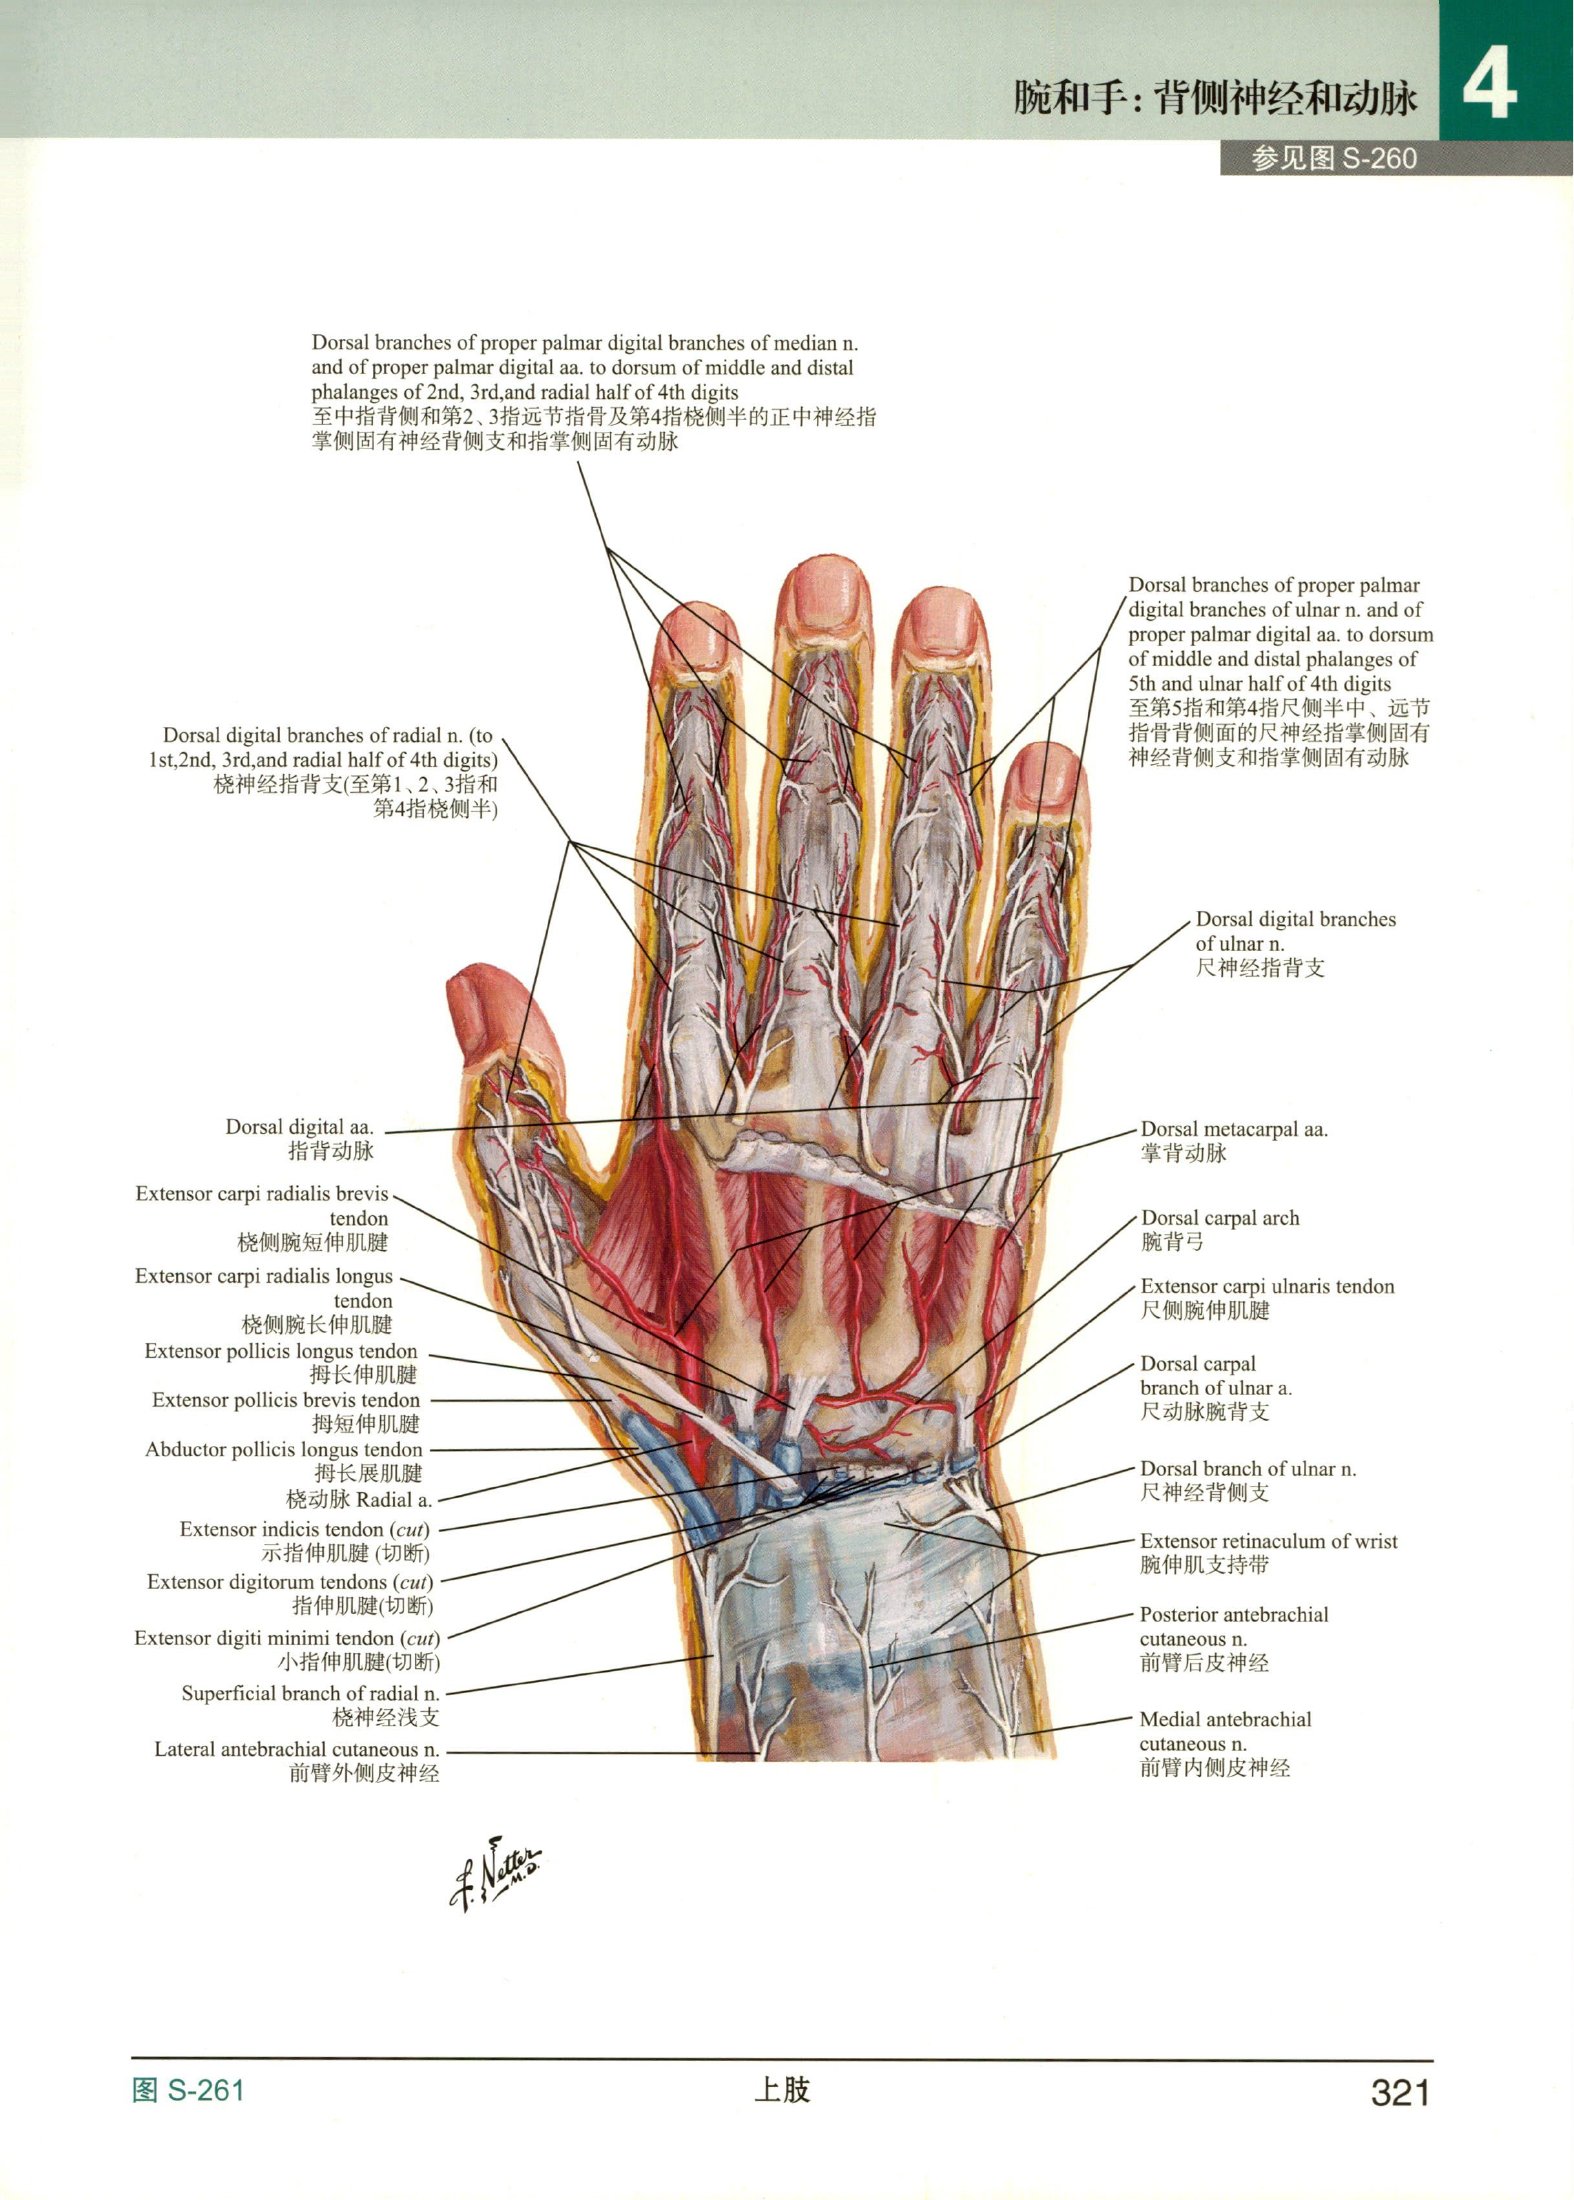 腕和手：背侧神经和动脉
4
参见图 S-260
Dorsal branches of proper palmar digital branches of median n.
and of proper palmar digital aa. to dorsum of middle and distal
phalanges of 2nd, 3rd,and radial half of 4th digits
至中指背侧和第2、3指远节指骨及第4指桡侧半的正中神经指
掌侧固有神经背侧支和指掌侧固有动脉
Dorsal branches of proper palmar
digital branches of ulnar n. and of
proper palmar digital aa. to dorsum
of middle and distal phalanges of
5th and ulnar half of 4th digits
至第5指和第4指尺侧半中、远节
指骨背侧面的尺神经指掌侧固有
神经背侧支和指掌侧固有动脉
Dorsal digital branches of radial n. (to
1st,2nd, 3rd,and radial half of 4th digits)
桡神经指背支(至第1、2、3指和
第4指桡侧半)
Dorsal digital branches
of ulnar n.
尺神经指背支
Dorsal digital aa.
指背动脉
Extensor carpi radialis brevis
tendon
桡侧腕短伸肌腱
Extensor carpi radialis longus
tendon
桡侧腕长伸肌腱
Extensor pollicis longus tendon
拇长伸肌腱
Extensor pollicis brevis tendon
拇短伸肌腱
Abductor pollicis longus tendon
拇长展肌腱
桡动脉 Radial a.
Extensor indicis tendon (cut)
示指伸肌腱 (切断)
Extensor digitorum tendons (cut)
指伸肌腱(切断)
Extensor digiti minimi tendon (cut)
小指伸肌腱(切断)
Superficial branch of radial n.
桡神经浅支
Lateral antebrachial cutaneous n.
前臂外侧皮神经
Dorsal metacarpal aa.
掌背动脉
Dorsal carpal arch
腕背弓
Extensor carpi ulnaris tendon
尺侧腕伸肌腱
Dorsal carpal
branch of ulnar a.
尺动脉腕背支
Dorsal branch of ulnar n.
尺神经背侧支
Extensor retinaculum of wrist
腕伸肌支持带
Posterior antebrachial
cutaneous n.
前臂后皮神经
Medial antebrachial
cutaneous n.
前臂内侧皮神经
F. Netter
M.D.
图 S-261
上肢
321